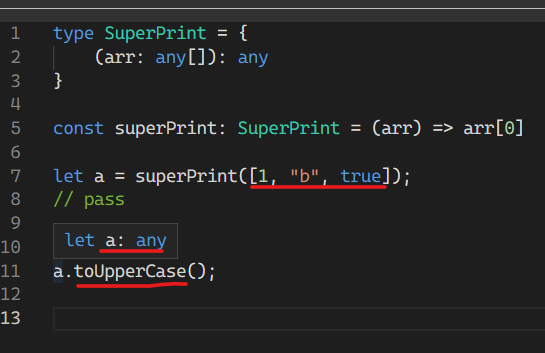 1 type SuperPrint = {
2 (arr: any[]): any
3 }
4
5 const superPrint: SuperPrint = (arr) => arr[0]
6
7 let a = superPrint([1, "b", true]);
8 // pass
9
let a: any
10
11 a.toUpperCase();
12
13